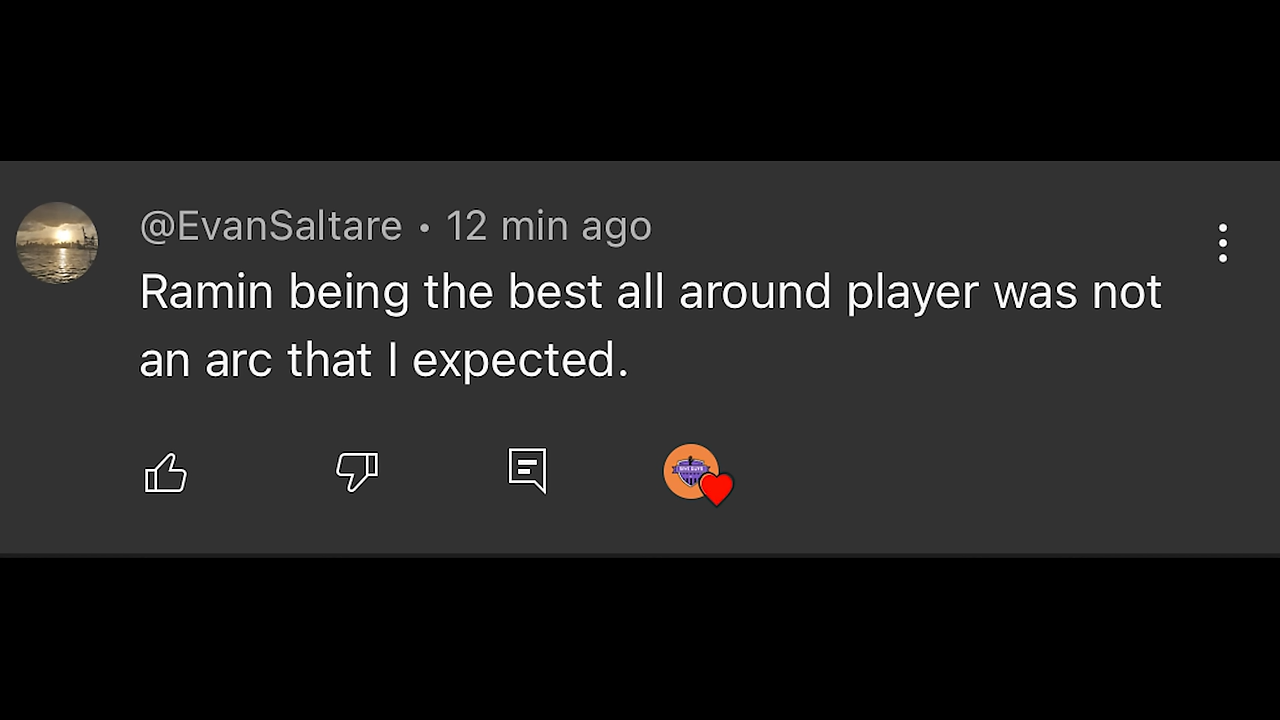 @EvanSaltare • 12 min ago
Ramin being the best all around player was not
an arc that I expected.